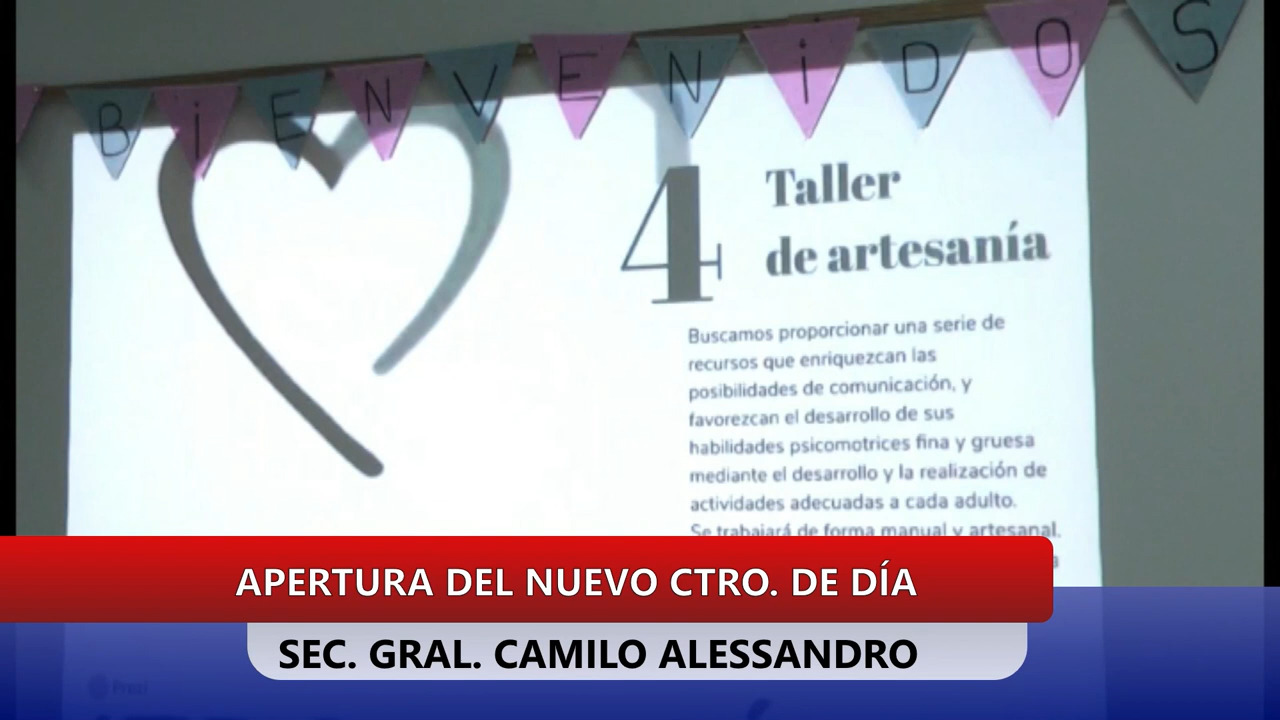 BiENVENiDOS
4
Taller
de artesanía
Buscamos proporcionar una serie de
recursos que enriquezcan las
posibilidades de comunicación, y
favorezcan el desarrollo de sus
habilidades psicomotrices fina y gruesa
mediante el desarrollo y la realización de
actividades adecuadas a cada adulto.
Se trabajará de forma manual y artesanal.
APERTURA DEL NUEVO CTRO. DE DÍA
SEC. GRAL. CAMILO ALESSANDRO
Prezi